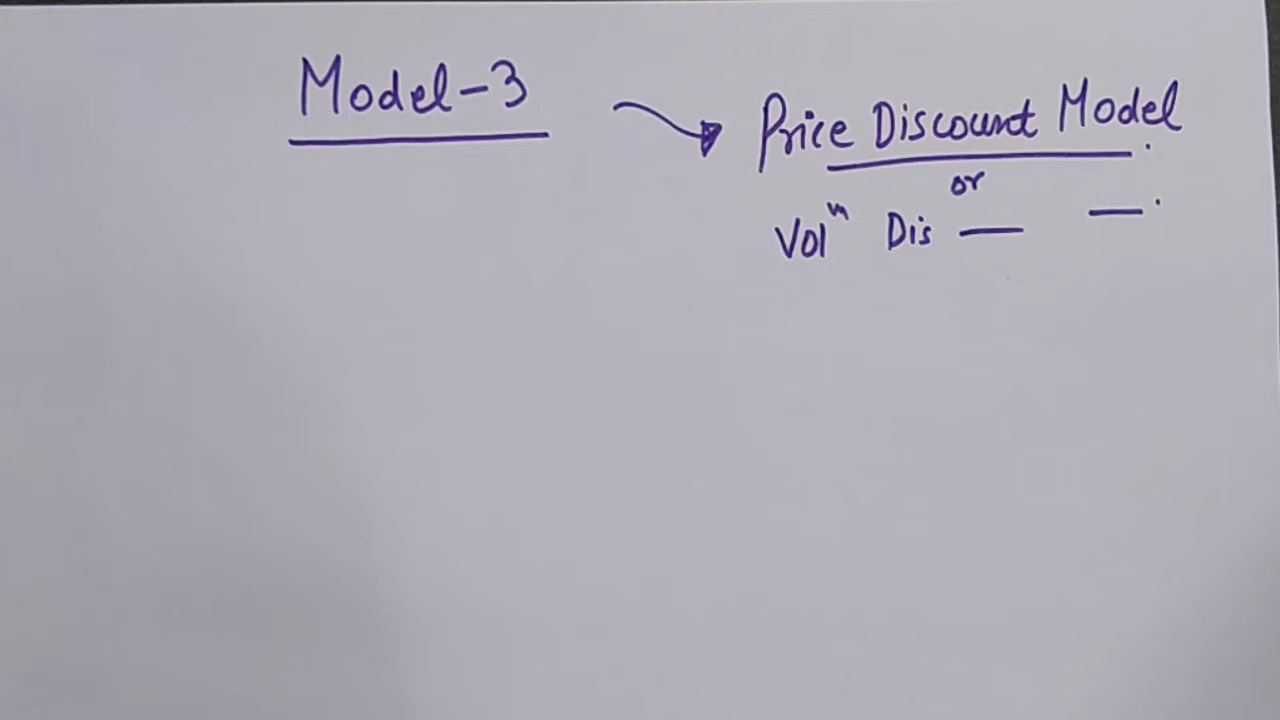 Model-3
Price Discount Model
or
Vol^m Dis — —